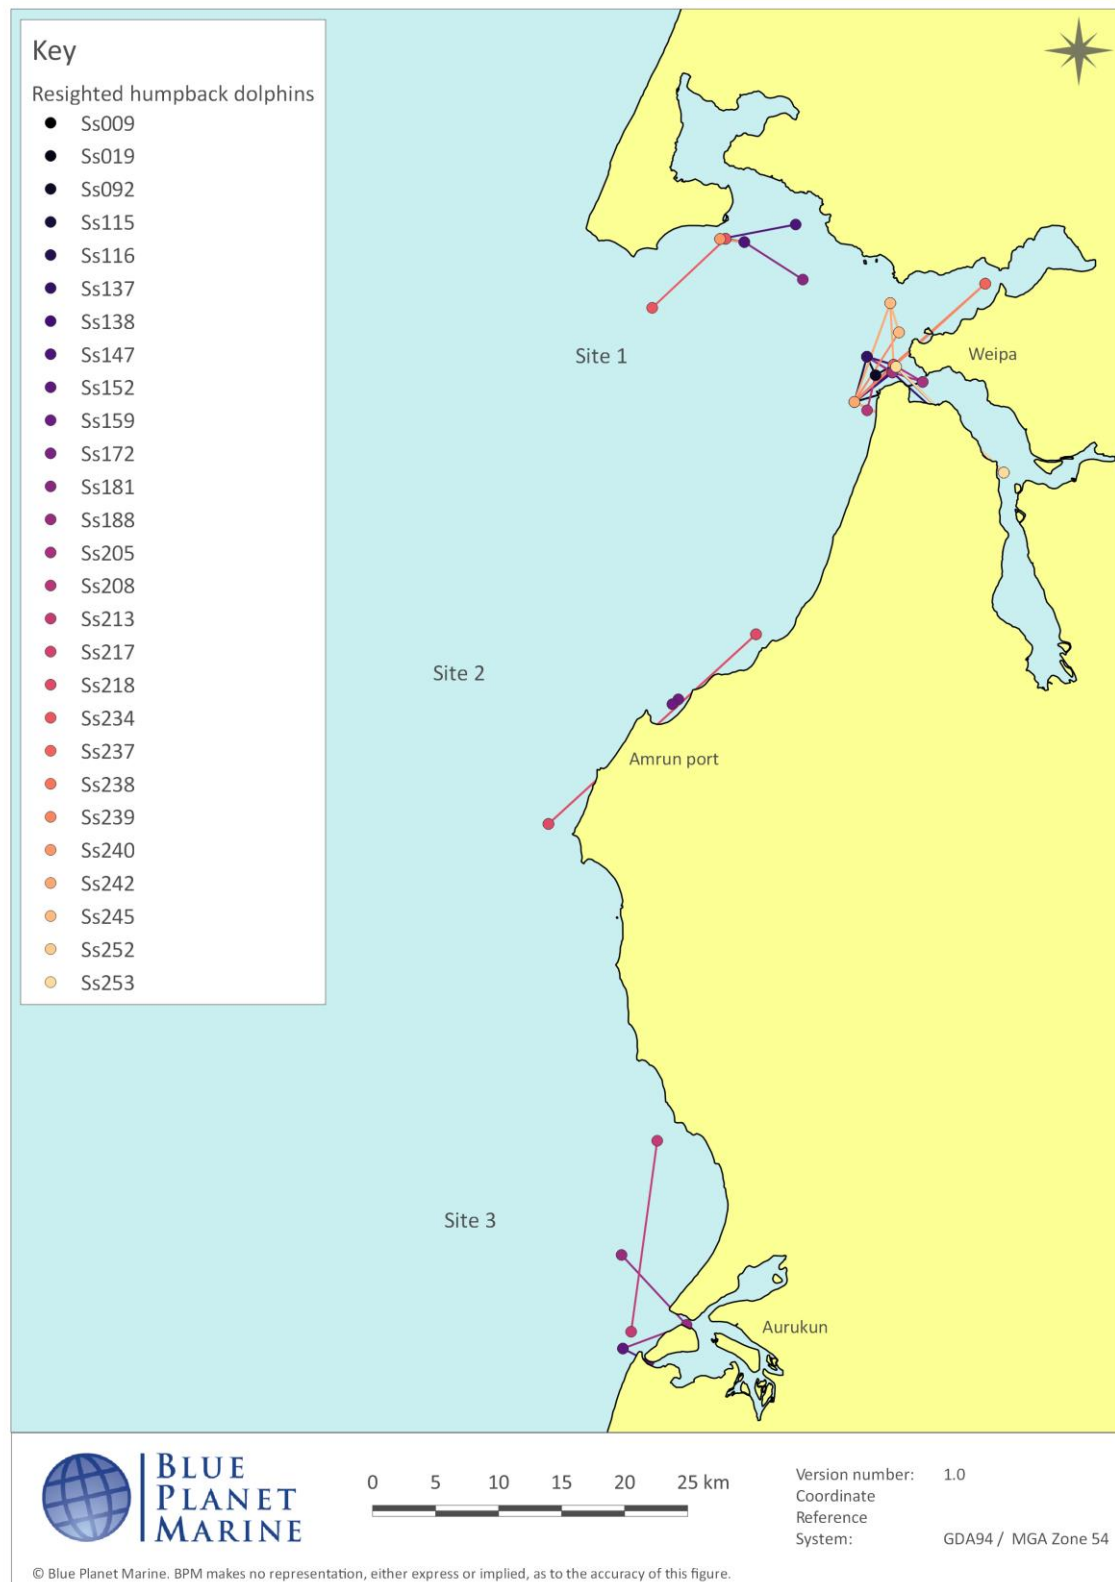 Key
Resighted humpback dolphins
Ss009
Ss019
Ss092
Ss115
Ss116
Ss137
Ss138
Ss147
Ss152
Ss159
Ss172
Ss181
Ss188
Ss205
Ss208
Ss213
Ss217
Ss218
Ss234
Ss237
Ss238
Ss239
Ss240
Ss242
Ss245
Ss252
Ss253
Site 1
Weipa
Site 2
Amrun port
Site 3
Aurukun
BLUE
PLANET
MARINE
0 5 10 15 20 25 km
Version number: 1.0
Coordinate
Reference
System: GDA94 / MGA Zone 54
© Blue Planet Marine. BPM makes no representation, either express or implied, as to the accuracy of this figure.